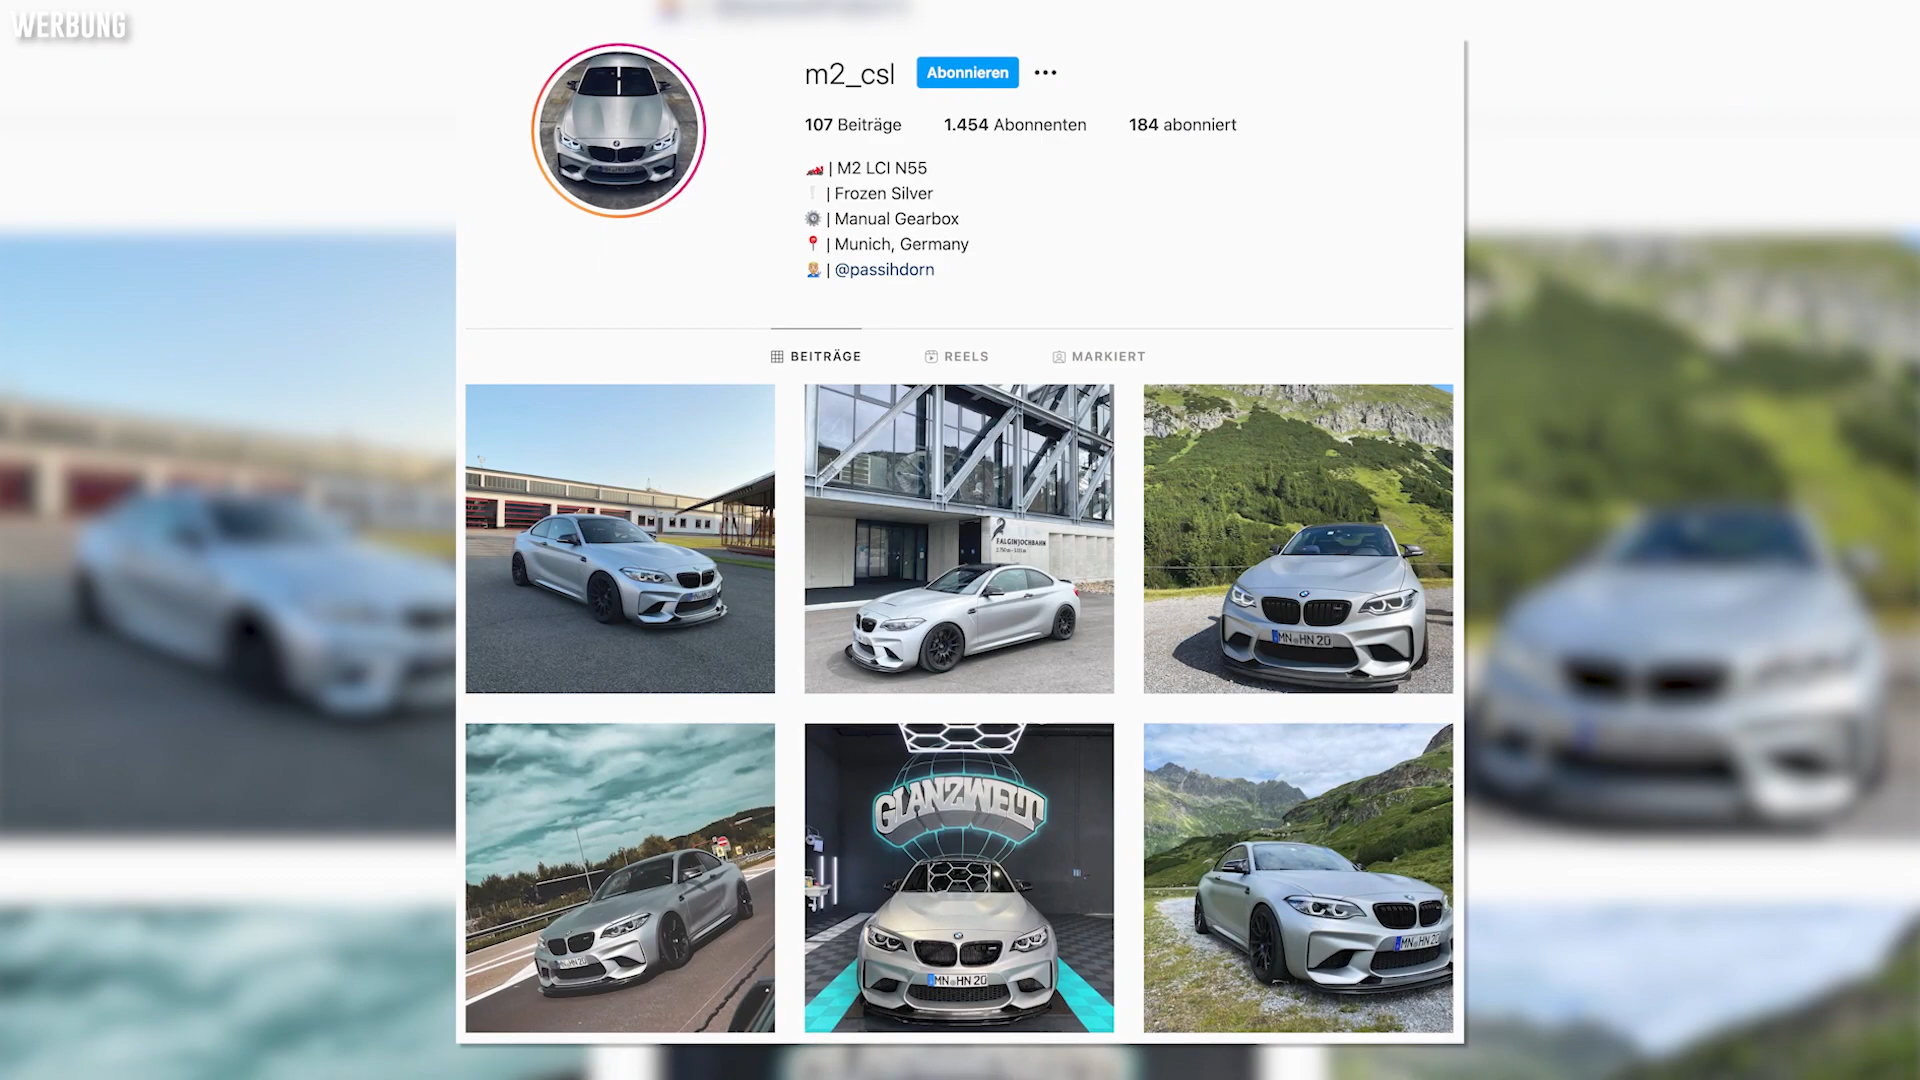 WERBUNG
m2_csl Abonnieren
107 Beiträge 1.454 Abonnenten 184 abonniert
| M2 LCI N55
| Frozen Silver
| Manual Gearbox
| Munich, Germany
| @passihdorn
BEITRÄGE REELS MARKIERT
FALGINJOCHBAHN
MN HN 20
MN HN 20
GLANZWELT
MN HN 20
MN HN 20